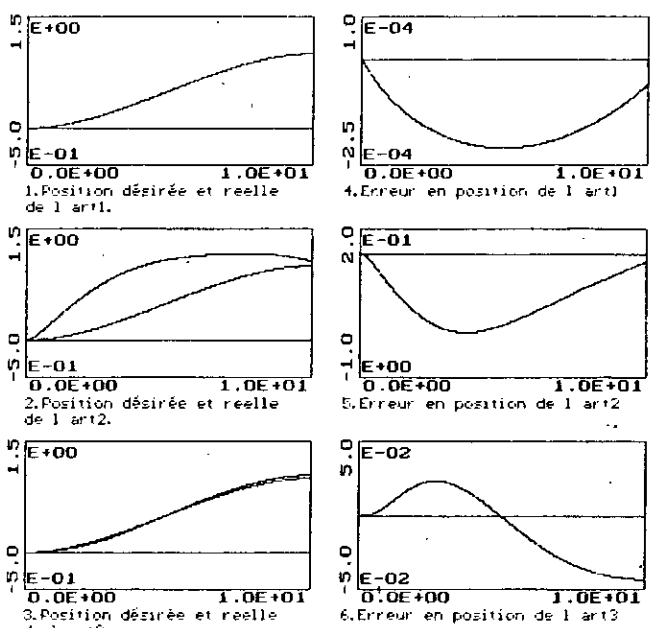 1.5 E+00
-5.0 E-01
0.0E+00 1.0E+01
1.Position désirée et réelle
de l art1.
1.0 E-04
-2.5 E-04
0.0E+00 1.0E+01
4.Erreur en position de l art1
1.5 E+00
-5.0 E-01
0.0E+00 1.0E+01
2.Position désirée et réelle
de l art2.
2.0 E-01
-1.0 E+00
0.0E+00 1.0E+01
5.Erreur en position de l art2
1.5 E+00
-5.0 E-01
0.0E+00 1.0E+01
3.Position désirée et réelle
5.0 E-02
-5.0 E-02
0.0E+00 1.0E+01
6.Erreur en position de l art3